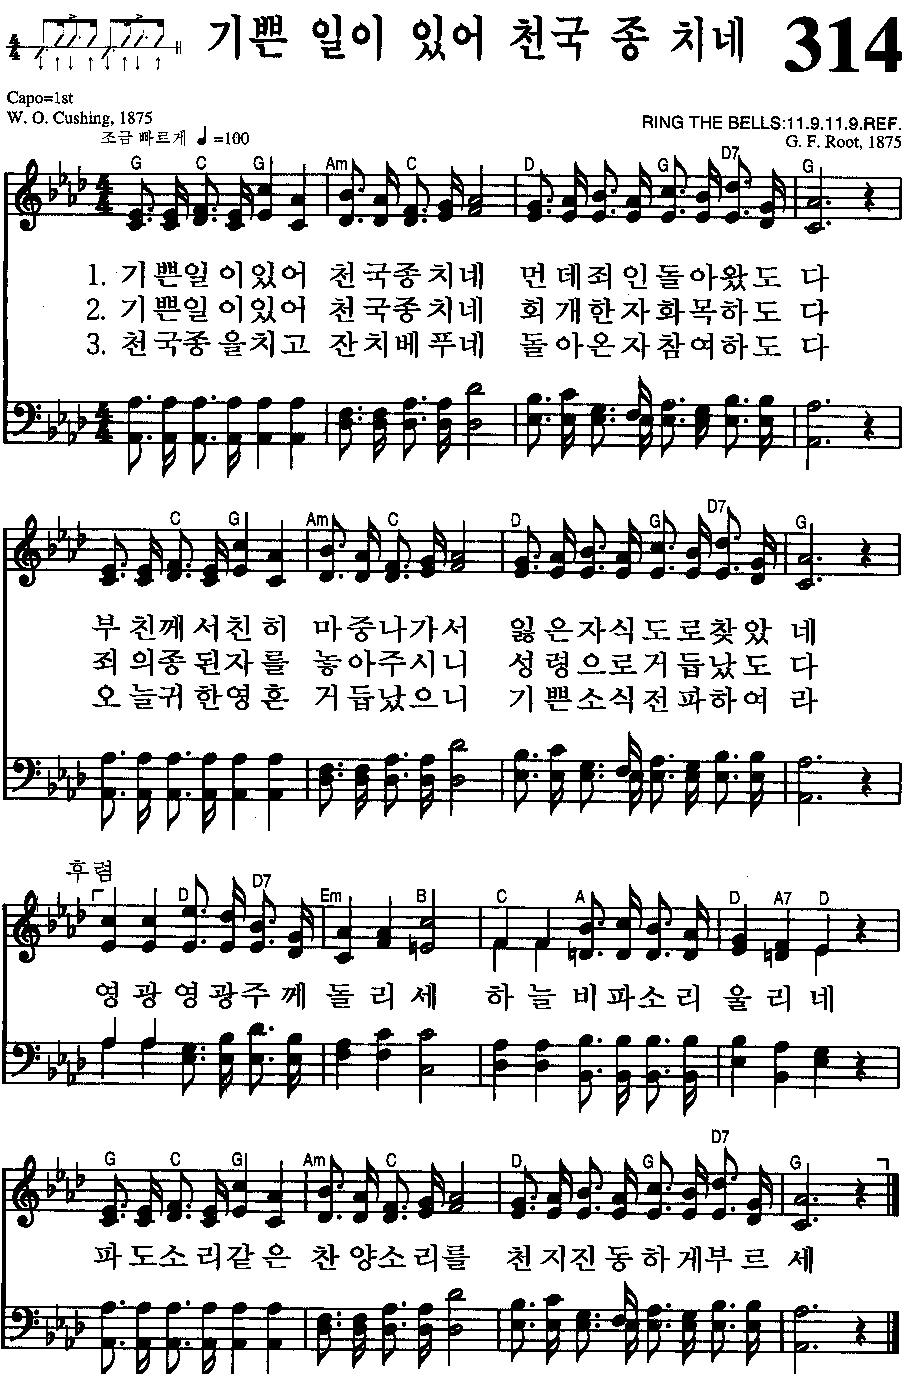 기쁜 일이 있어 천국 종 치네 314
Capo=1st
W. O. Cushing, 1875
RING THE BELLS:11.9.11.9.REF.
조금 빠르게 ♩=100
G. F. Root, 1875
G C G Am C D G D7 G
4/4
1. 기쁜일이있어 천국종치네 먼데죄인돌아왔도다
2. 기쁜일이있어 천국종치네 회개한자화목하도다
3. 천국종을치고 잔치베푸네 돌아온자참여하도다
C G Am C D G D7 G
부친께서친히 마중나가서 잃은자식도로찾았네
죄의종된자를 놓아주시니 성령으로거듭났도다
오늘귀한영혼 거듭났으니 기쁜소식전파하여라
후렴
D D7 Em B C A D A7 D
영광영광주께돌리세 하늘비파소리울리네
G C G Am C D G D7 G
파도소리같은 찬양소리를 천지진동하게부르세